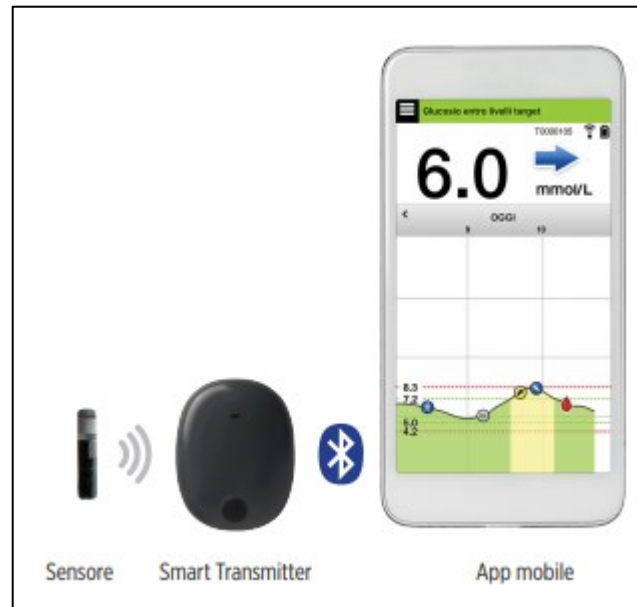 Glucosio entro livelli target
T0000105
6.0
mmol/L
OGGI
9 10
8.3
7.2
5.0
4.2
Sensore Smart Transmitter App mobile